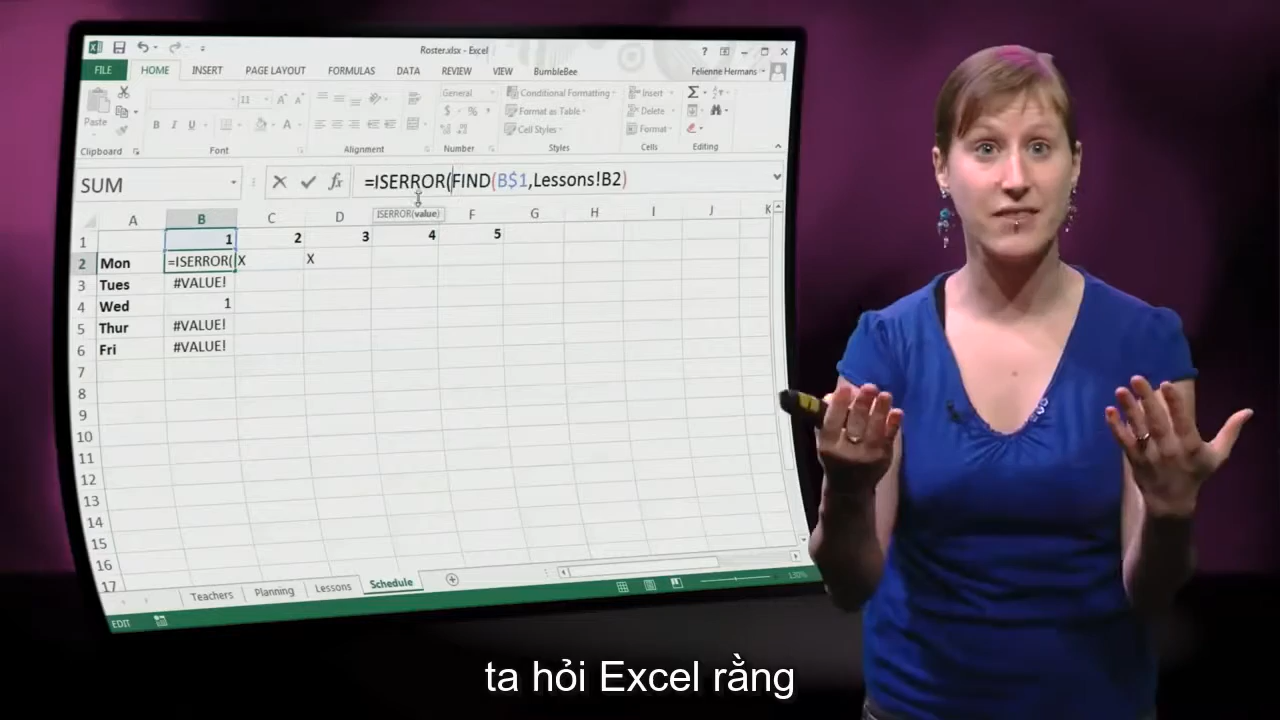 Roster.xlsx - Excel
FILE HOME INSERT PAGE LAYOUT FORMULAS DATA REVIEW VIEW BumbleBee Felienne Hermans
Paste
11
General
Conditional Formatting
Format as Table
Cell Styles
Insert
Delete
Format
Clipboard Font Alignment Number Styles Cells Editing
SUM fx =ISERROR(FIND(B$1,Lessons!B2)
ISERROR(value)
A B C D F G H I J K
1 1 2 3 4 5
2 Mon =ISERROR( X X
3 Tues #VALUE!
4 Wed 1
5 Thur #VALUE!
6 Fri #VALUE!
7
8
9
10
11
12
13
14
15
16
17
Teachers Planning Lessons Schedule
EDIT 130%
ta hỏi Excel rằng